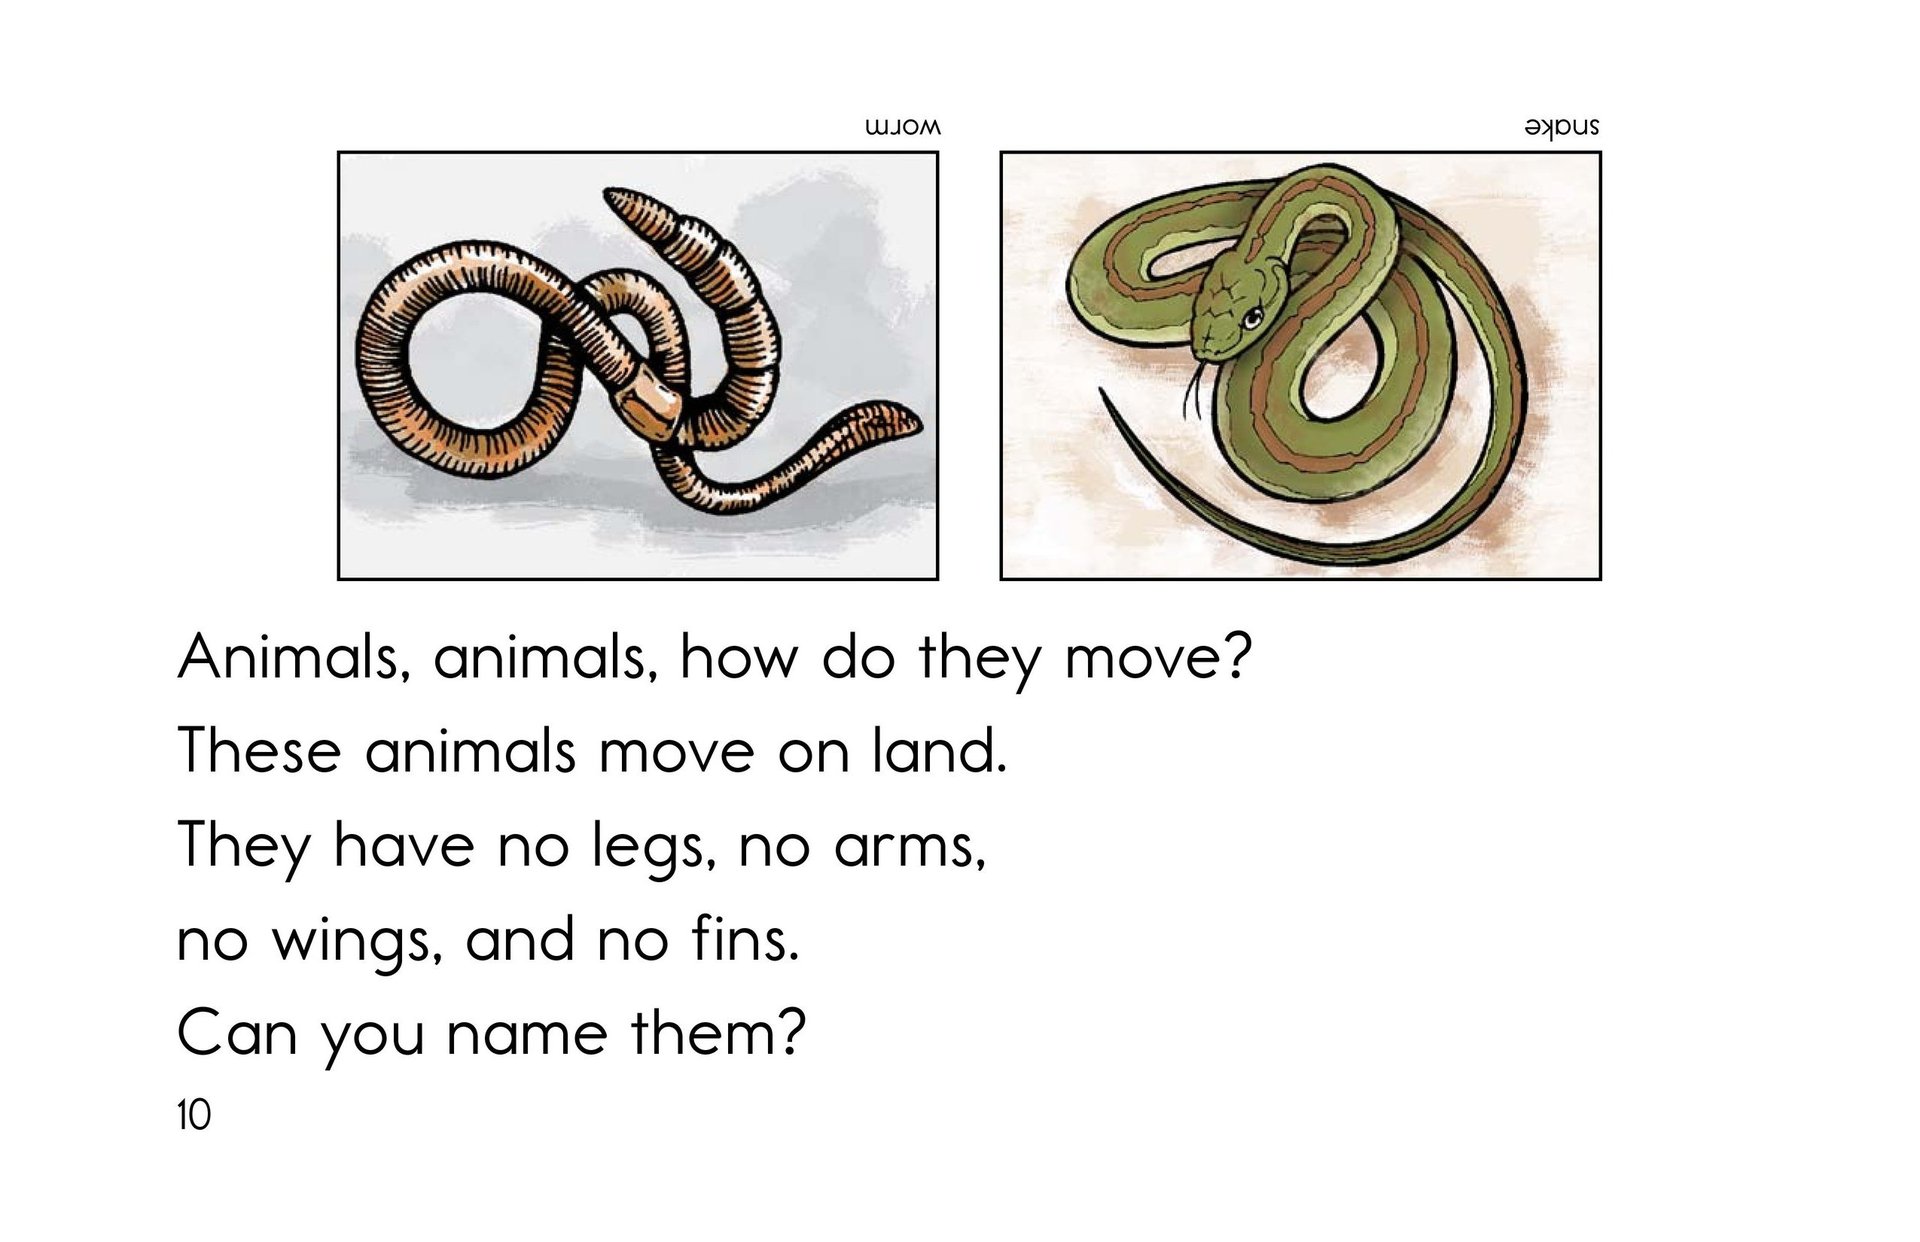 worm
snake
Animals, animals, how do they move?
These animals move on land.
They have no legs, no arms,
no wings, and no fins.
Can you name them?
10